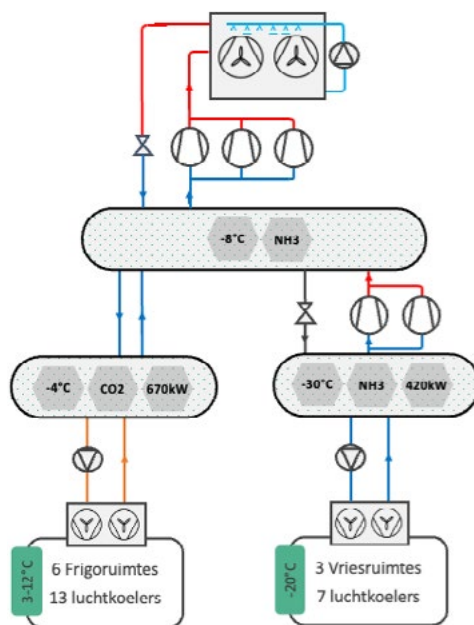 -8°C NH3
-4°C CO2 670kW
-30°C NH3 420kW
3-12°C
6 Frigoruimtes
13 luchtkoelers
-20°C
3 Vriesruimtes
7 luchtkoelers